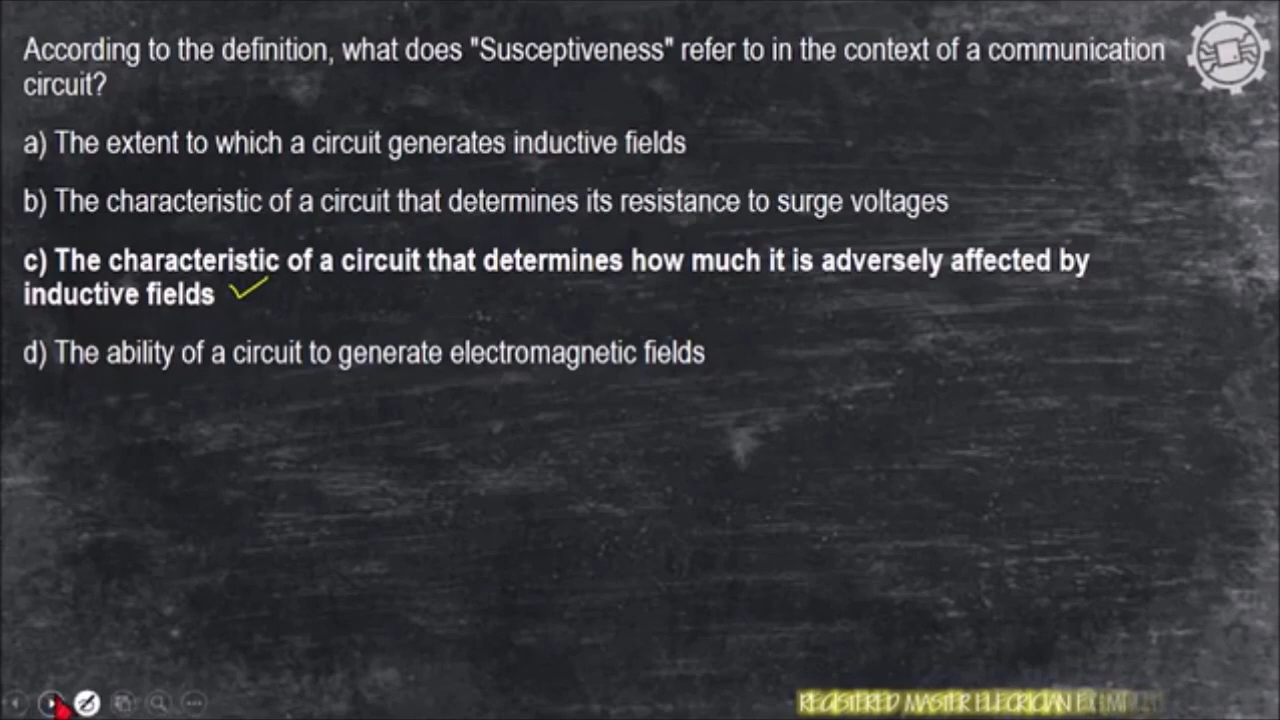 According to the definition, what does "Susceptiveness" refer to in the context of a communication
circuit?
a) The extent to which a circuit generates inductive fields
b) The characteristic of a circuit that determines its resistance to surge voltages
c) The characteristic of a circuit that determines how much it is adversely affected by
inductive fields
d) The ability of a circuit to generate electromagnetic fields
REGISTERED MASTER ELECRICIAN